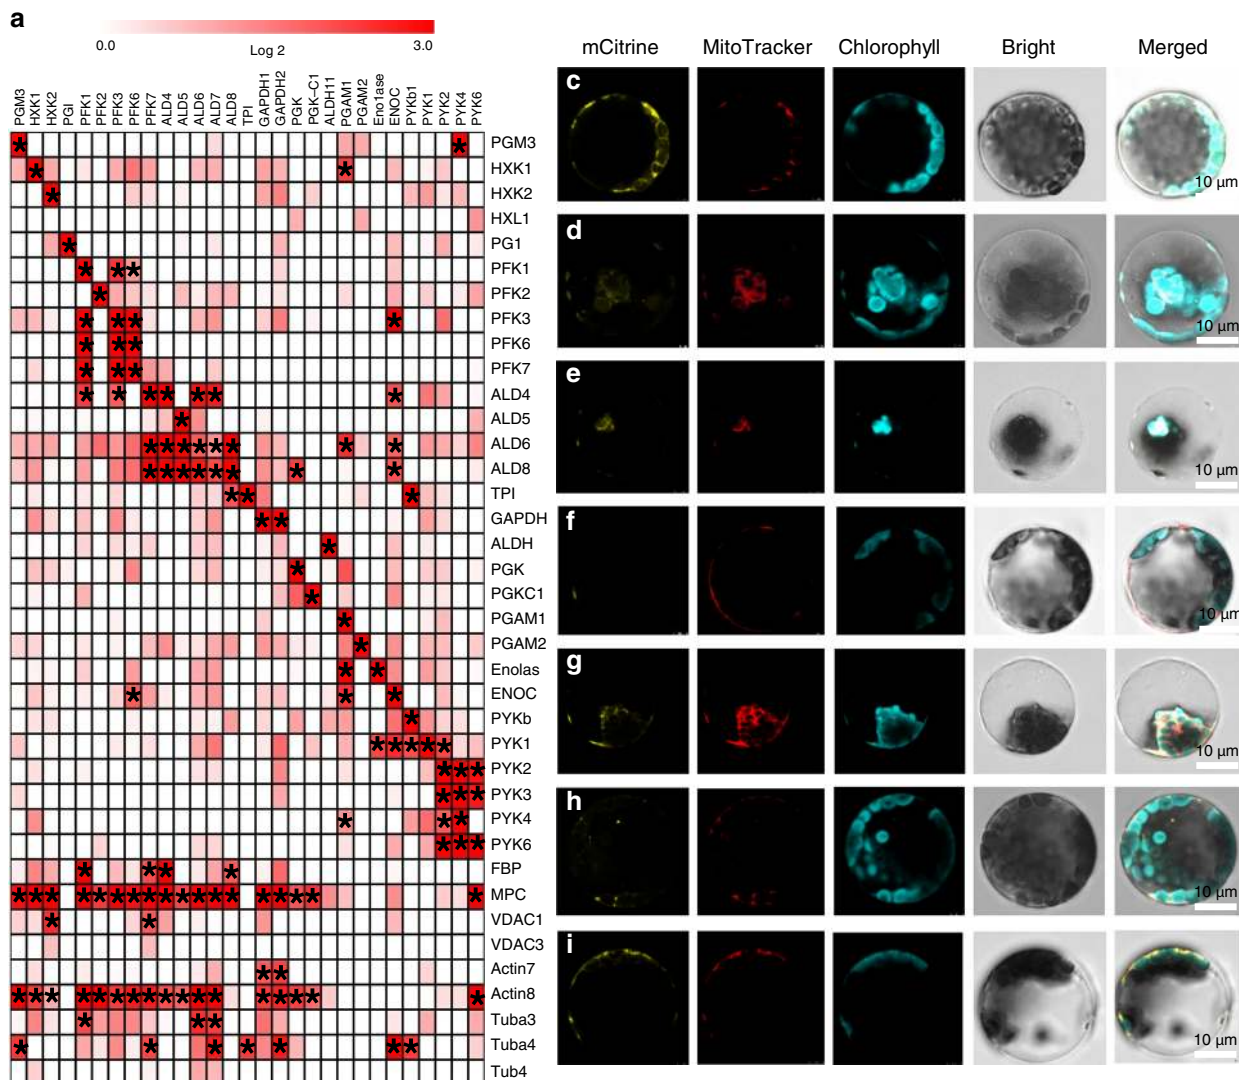 a
0.0
3.0
Log 2
PGM3
HXK1
HXK2
PGI
PFK1
PFK2
PFK3
PFK6
PFK7
ALD4
ALD5
ALD6
ALD7
ALD8
TPI
GAPDH1
GAPDH2
PGK
PGK-C1
ALDH11
PGAM1
PGAM2
Eno1ase
ENOC
PYKb1
PYK1
PYK2
PYK4
PYK6
PGM3
HXK1
HXK2
HXL1
PG1
PFK1
PFK2
PFK3
PFK6
PFK7
ALD4
ALD5
ALD6
ALD8
TPI
GAPDH
ALDH
PGK
PGKC1
PGAM1
PGAM2
Enolas
ENOC
PYKb
PYK1
PYK2
PYK3
PYK4
PYK6
FBP
MPC
VDAC1
VDAC3
Actin7
Actin8
Tuba3
Tuba4
Tub4
mCitrine MitoTracker Chlorophyll Bright Merged
c
10 µm
d
10 µm
e
10 µm
f
10 µm
g
10 µm
h
10 µm
i
10 µm